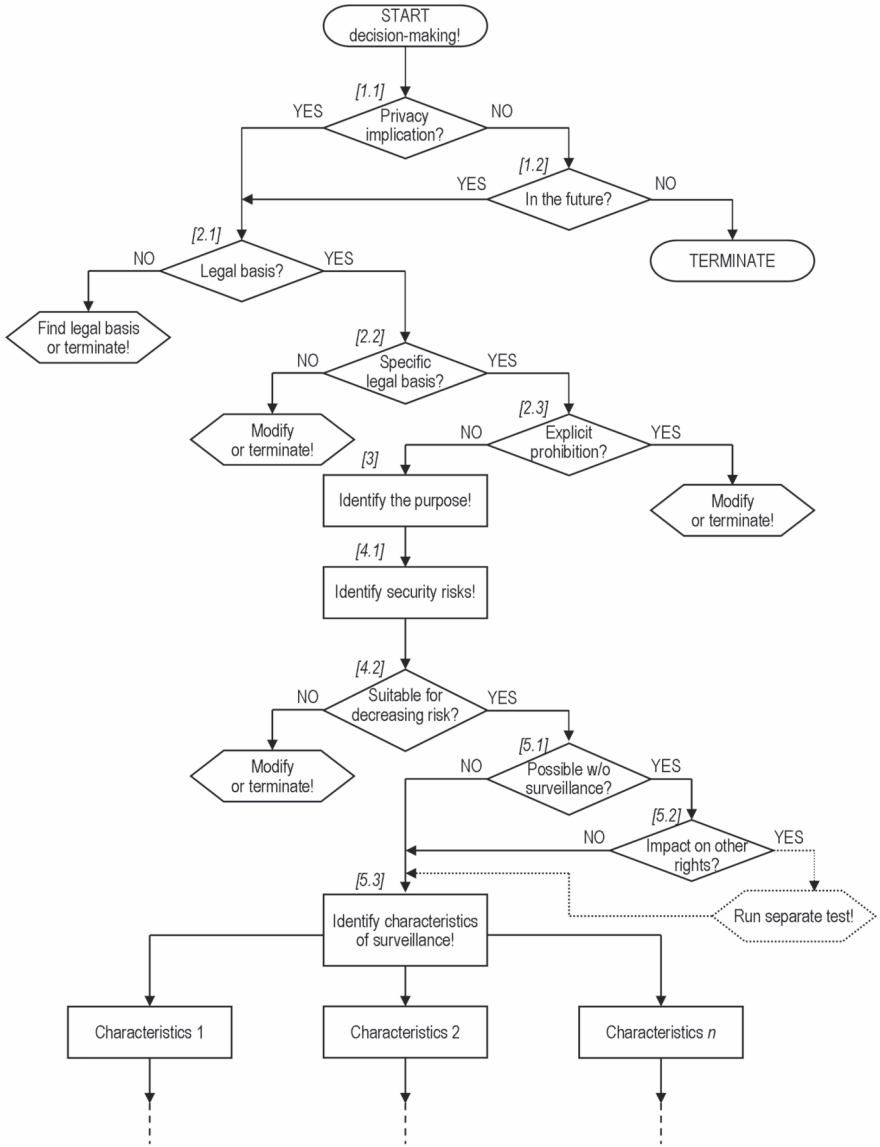 START
decision-making!
[1.1]
YES
NO
Privacy
implication?
[1.2]
YES
NO
In the future?
[2.1]
NO
YES
Legal basis?
TERMINATE
Find legal basis
or terminate!
[2.2]
NO
YES
Specific
legal basis?
[2.3]
NO
YES
Modify
or terminate!
Explicit
prohibition?
[3]
Identify the purpose!
Modify
or terminate!
[4.1]
Identify security risks!
[4.2]
NO
YES
Suitable for
decreasing risk?
[5.1]
NO
YES
Modify
or terminate!
Possible w/o
surveillance?
[5.2]
NO
YES
Impact on other
rights?
[5.3]
Run separate test!
Identify characteristics
of surveillance!
Characteristics 1
Characteristics 2
Characteristics n